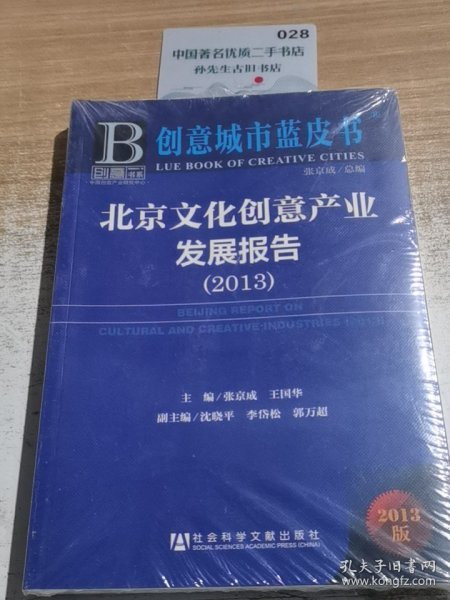 028
中国著名优质二手书店
孙先生古旧书店
B 创意城市蓝皮书
创意书系
LUE BOOK OF CREATIVE CITIES
张京成/总编
北京文化创意产业
发展报告
(2013)
BEIJING REPORT ON
CULTURAL AND CREATIVE INDUSTRIES
主 编/张京成 王国华
副主编/沈晓平 李岱松 郭万超
2013
版
社会科学文献出版社
SOCIAL SCIENCES ACADEMIC PRESS (CHINA)
孔夫子旧书网
www.kongfz.com